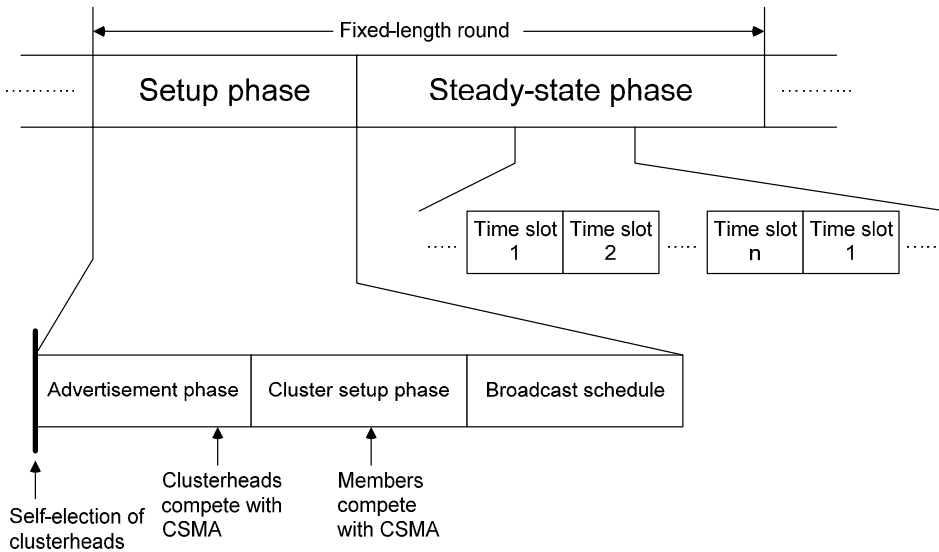 Fixed-length round
Setup phase
Steady-state phase
Time slot
1
Time slot
2
Time slot
n
Time slot
1
Advertisement phase
Cluster setup phase
Broadcast schedule
Self-election of
clusterheads
Clusterheads
compete with
CSMA
Members
compete
with CSMA